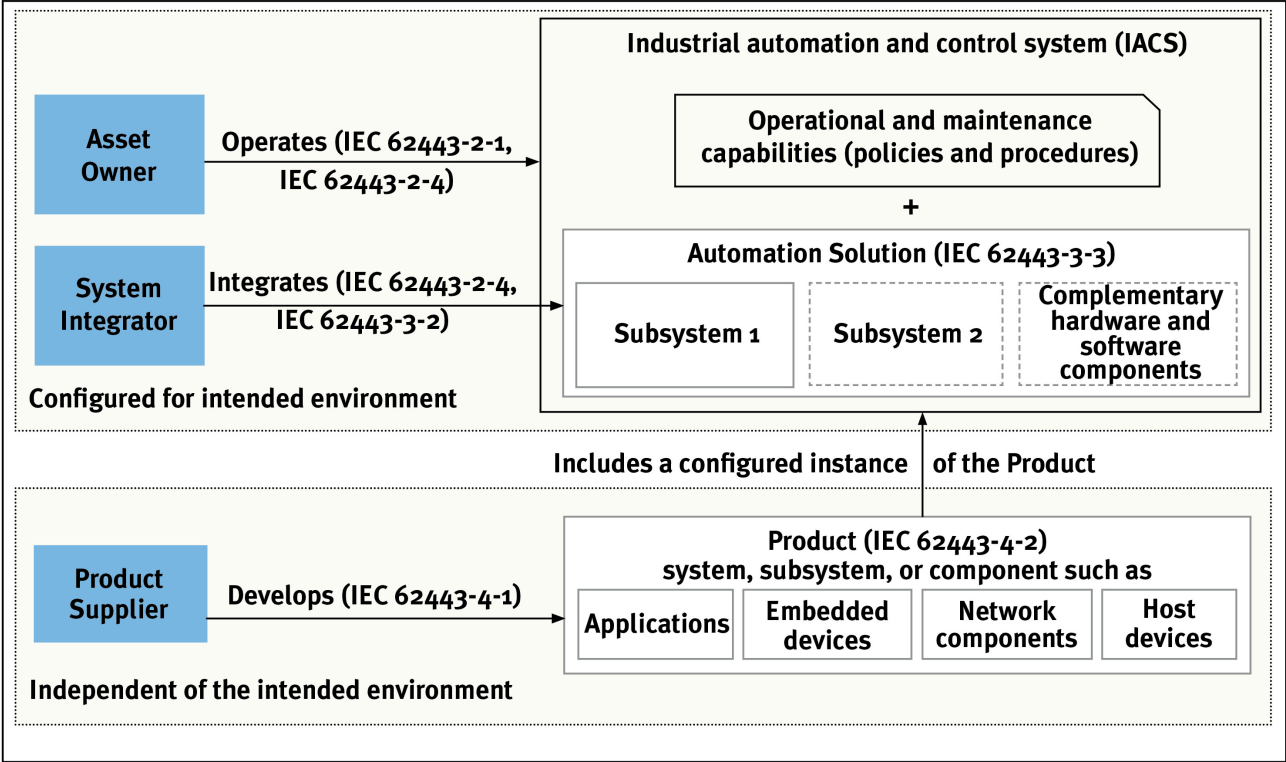 Industrial automation and control system (IACS)
Asset
Owner
Operates (IEC 62443-2-1,
IEC 62443-2-4)
Operational and maintenance
capabilities (policies and procedures)
+
System
Integrator
Integrates (IEC 62443-2-4,
IEC 62443-3-2)
Automation Solution (IEC 62443-3-3)
Subsystem 1
Subsystem 2
Complementary
hardware and
software
components
Configured for intended environment
Includes a configured instance of the Product
Product
Supplier
Develops (IEC 62443-4-1)
Product (IEC 62443-4-2)
system, subsystem, or component such as
Applications
Embedded
devices
Network
components
Host
devices
Independent of the intended environment